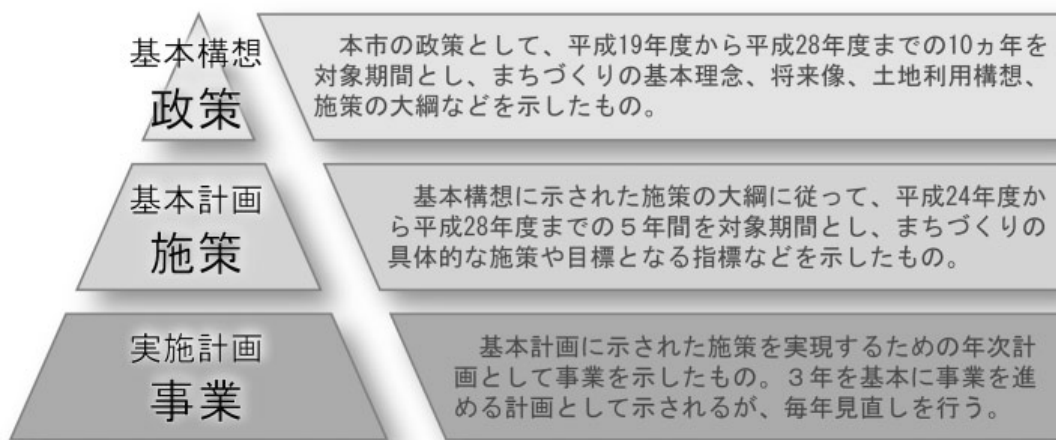 基本構想
政策
本市の政策として、平成19年度から平成28年度までの10ヵ年を
対象期間とし、まちづくりの基本理念、将来像、土地利用構想、
施策の大綱などを示したもの。
基本計画
施策
基本構想に示された施策の大綱に従って、平成24年度か
ら平成28年度までの５年間を対象期間とし、まちづくりの
具体的な施策や目標となる指標などを示したもの。
実施計画
事業
基本計画に示された施策を実現するための年次計
画として事業を示したもの。３年を基本に事業を進
める計画として示されるが、毎年見直しを行う。